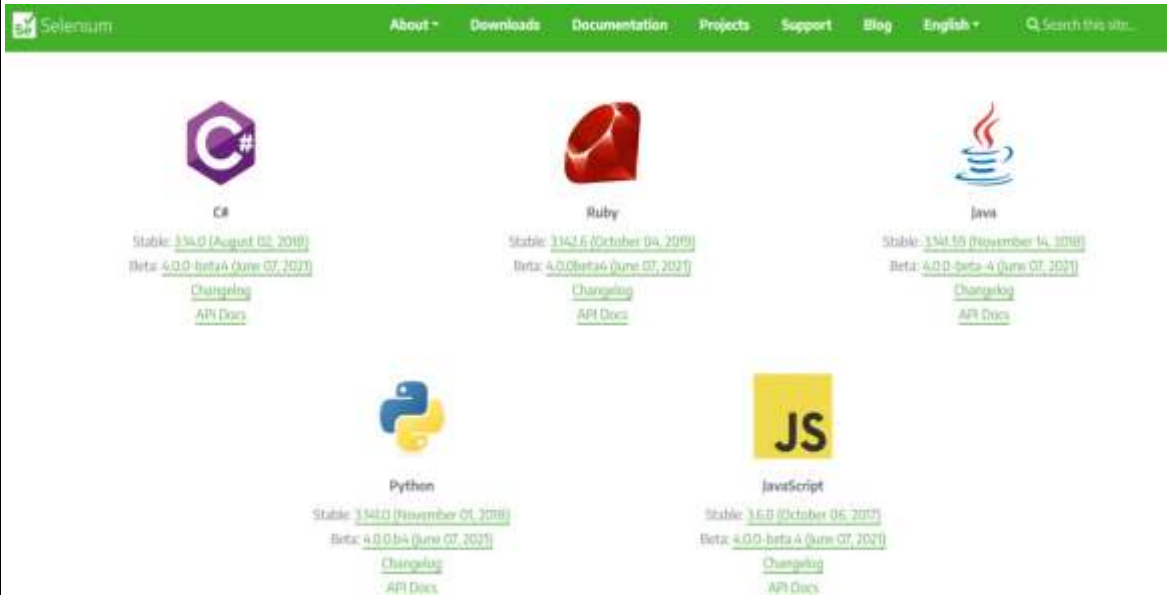 Se Selenium
About Downloads Documentation Projects Support Blog English Search this site...
C#
C# Ruby Java
Stable: 3.14.0 (August 02, 2018) Stable: 3.142.6 (October 04, 2019) Stable: 3.141.59 (November 14, 2018)
Beta: 4.0.0-beta4 (June 07, 2021) Beta: 4.0.0beta4 (June 07, 2021) Beta: 4.0.0-beta-4 (June 07, 2021)
Changelog Changelog Changelog
API Docs API Docs API Docs
JS
Python JavaScript
Stable: 3.141.0 (November 01, 2018) Stable: 3.6.0 (October 06, 2017)
Beta: 4.0.0.b4 (June 07, 2021) Beta: 4.0.0-beta.4 (June 07, 2021)
Changelog Changelog
API Docs API Docs